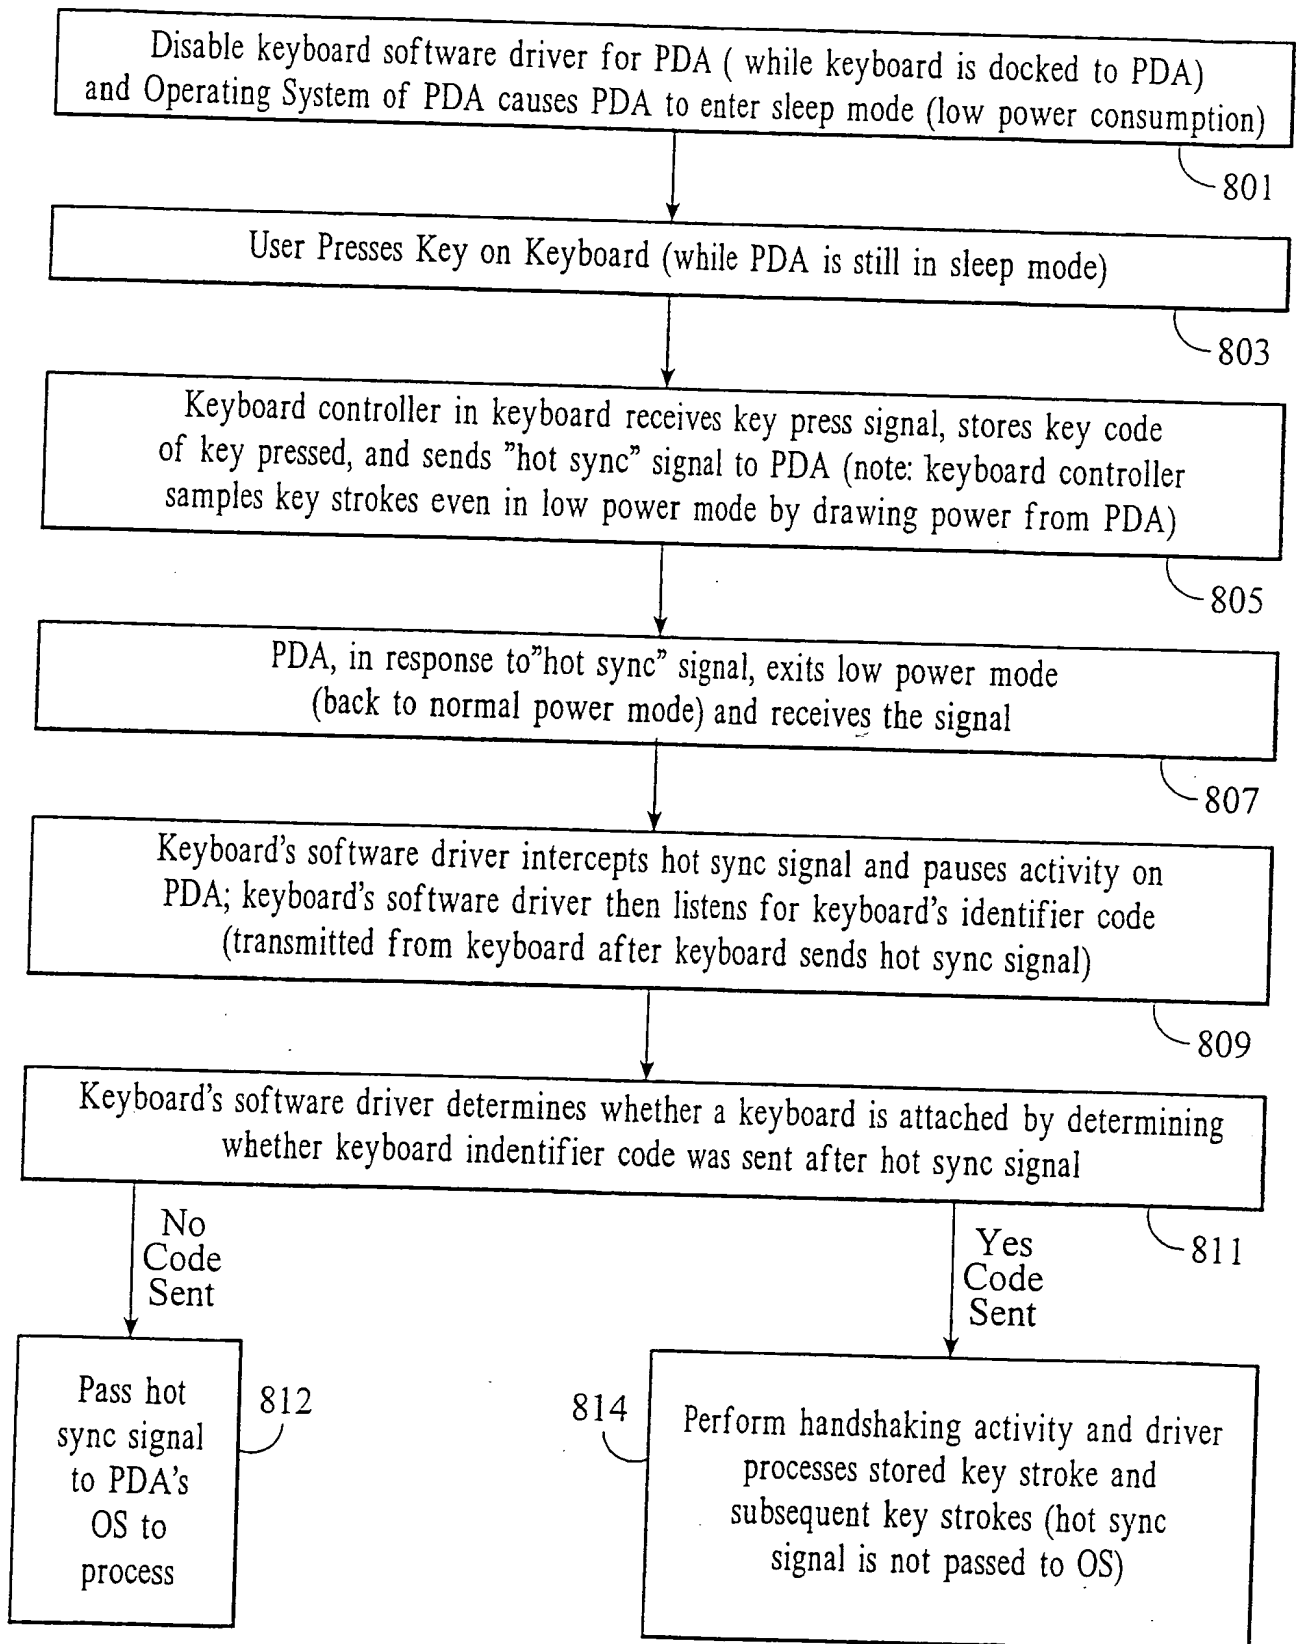 Disable keyboard software driver for PDA ( while keyboard is docked to PDA)
and Operating System of PDA causes PDA to enter sleep mode (low power consumption)
801
User Presses Key on Keyboard (while PDA is still in sleep mode)
803
Keyboard controller in keyboard receives key press signal, stores key code
of key pressed, and sends ”hot sync” signal to PDA (note: keyboard controller
samples key strokes even in low power mode by drawing power from PDA)
805
PDA, in response to”hot sync” signal, exits low power mode
(back to normal power mode) and receives the signal
807
Keyboard's software driver intercepts hot sync signal and pauses activity on
PDA; keyboard's software driver then listens for keyboard's identifier code
(transmitted from keyboard after keyboard sends hot sync signal)
809
Keyboard's software driver determines whether a keyboard is attached by determining
whether keyboard indentifier code was sent after hot sync signal
811
No
Code
Sent
Yes
Code
Sent
Pass hot
sync signal
to PDA's
OS to
process
812
814
Perform handshaking activity and driver
processes stored key stroke and
subsequent key strokes (hot sync
signal is not passed to OS)